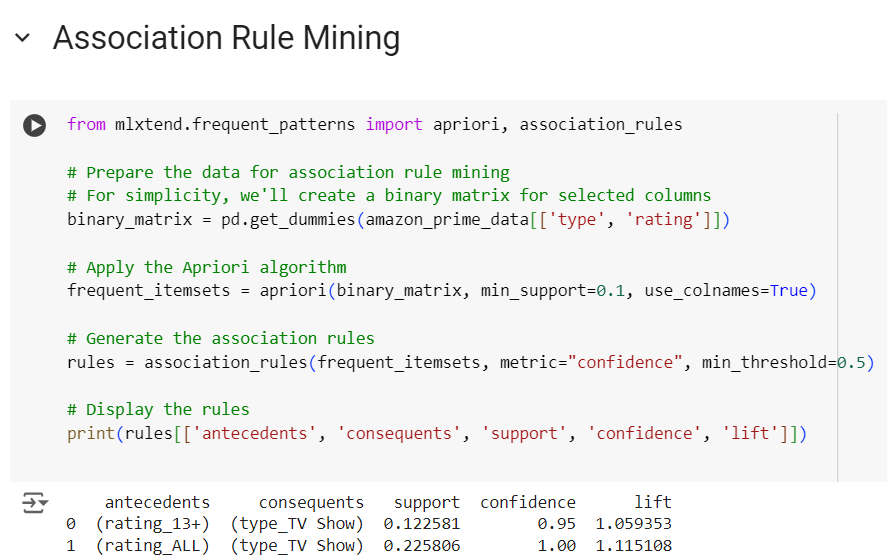 Association Rule Mining
from mlxtend.frequent_patterns import apriori, association_rules
# Prepare the data for association rule mining
# For simplicity, we'll create a binary matrix for selected columns
binary_matrix = pd.get_dummies(amazon_prime_data[['type', 'rating']])
# Apply the Apriori algorithm
frequent_itemsets = apriori(binary_matrix, min_support=0.1, use_colnames=True)
# Generate the association rules
rules = association_rules(frequent_itemsets, metric="confidence", min_threshold=0.5)
# Display the rules
print(rules[['antecedents', 'consequents', 'support', 'confidence', 'lift']])
antecedents consequents support confidence lift
0 (rating_13+) (type_TV Show) 0.122581 0.95 1.059353
1 (rating_ALL) (type_TV Show) 0.225806 1.00 1.115108